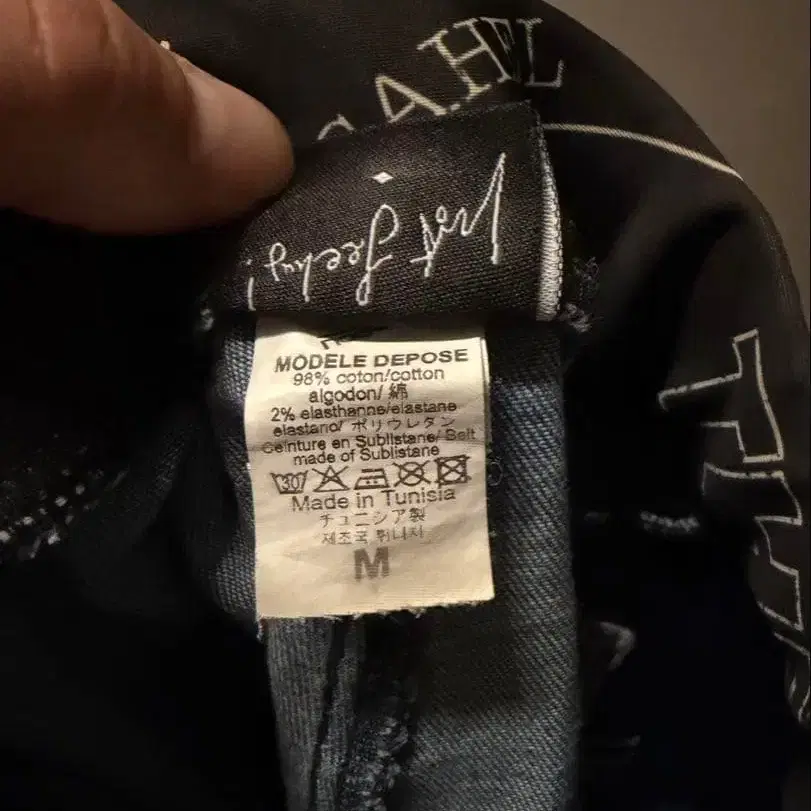 SAHEL
MODELE DEPOSE
98% coton/cotton
algodon/ 綿
2% elasthanne/elastane
elastano/ ポリウレタン
Ceinture en Sublistane/ Belt
made of Sublistane
30
Made in Tunisia
チュニジア製
제조국 튀니지
M